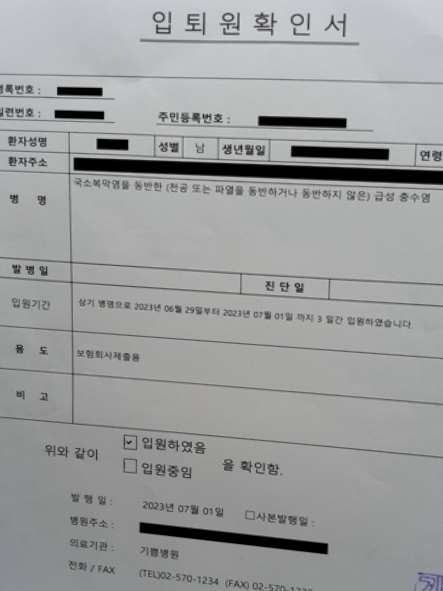 입퇴원확인서
등록번호 :
일련번호 : 주민등록번호 :
환자성명 성별 남 생년월일 연령
환자주소
병 명 국소복막염을 동반한 (천공 또는 파열을 동반하거나 동반하지 않은) 급성 충수염
발병일 진단일
입원기간 상기 병명으로 2023년 06월 29일부터 2023년 07월 01일 까지 3 일간 입원하였습니다.
용 도 보험회사제출용
비 고
위와 같이 ☑ 입원하였음 을 확인함.
☐ 입원중임
발 행 일 : 2023년 07월 01일 ☐사본발행일 :
병원주소 :
의료기관 : 기쁨병원
전화 / FAX (TEL)02-570-1234 (FAX) 02-570-